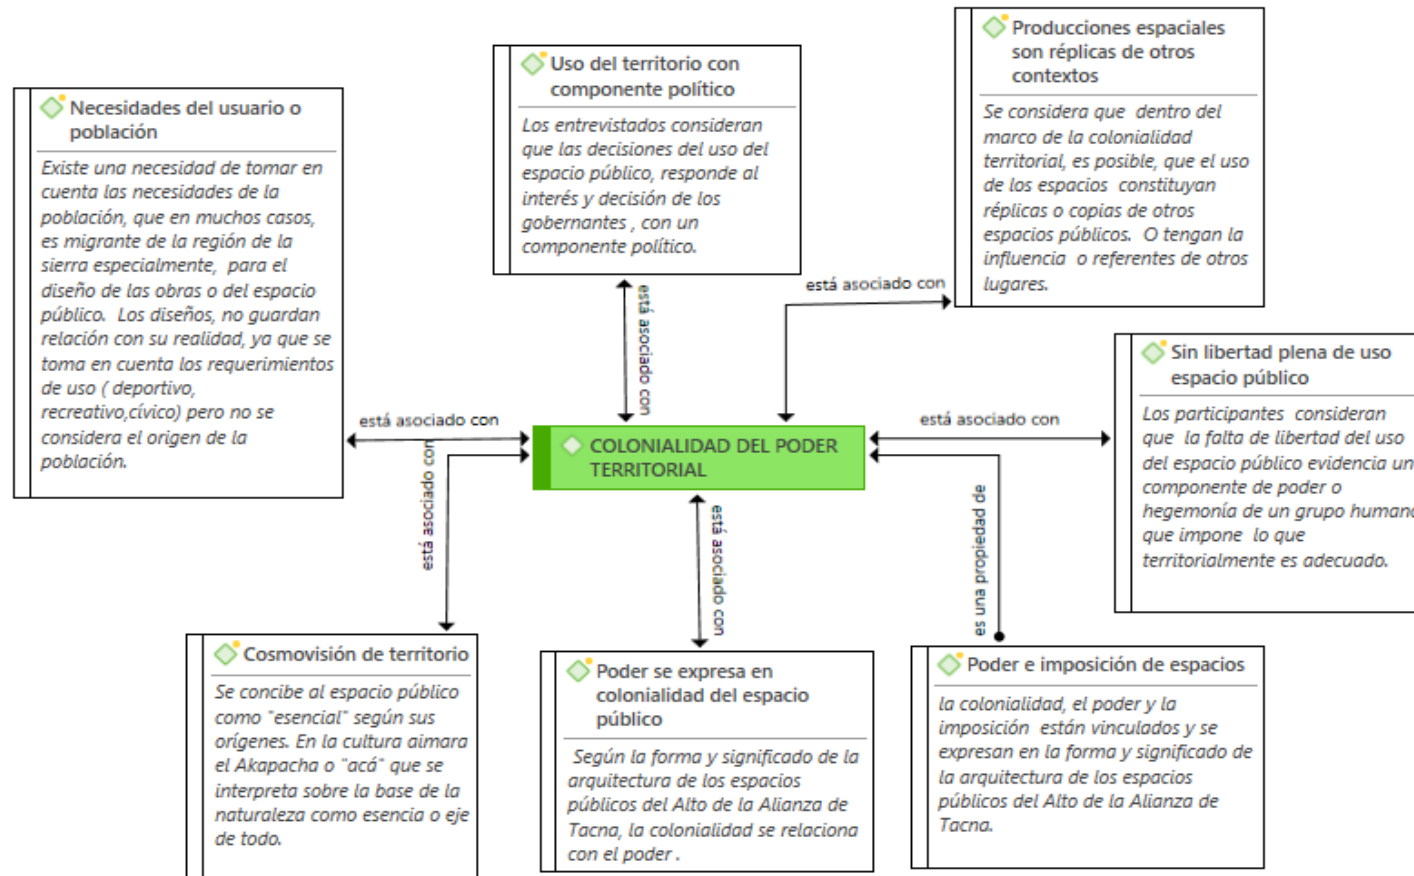 Necesidades del usuario o
población
Existe una necesidad de tomar en
cuenta las necesidades de la
población, que en muchos casos,
es migrante de la región de la
sierra especialmente, para el
diseño de las obras o del espacio
público. Los diseños, no guardan
relación con su realidad, ya que se
toma en cuenta los requerimientos
de uso ( deportivo,
recreativo,cívico) pero no se
considera el origen de la
población.
Uso del territorio con
componente político
Los entrevistados consideran
que las decisiones del uso del
espacio público, responde al
interés y decisión de los
gobernantes , con un
componente político.
Producciones espaciales
son réplicas de otros
contextos
Se considera que dentro del
marco de la colonialidad
territorial, es posible, que el uso
de los espacios constituyan
réplicas o copias de otros
espacios públicos. O tengan la
influencia o referentes de otros
lugares.
está asociado con
está asociado con
Sin libertad plena de uso
espacio público
Los participantes consideran
que la falta de libertad del uso
del espacio público evidencia un
componente de poder o
hegemonía de un grupo human
que impone lo que
territorialmente es adecuado.
está asociado con
está asociado con
COLONIALIDAD DEL PODER
TERRITORIAL
está asociado con
está asociado con
es una propiedad de
Cosmovisión de territorio
Se concibe al espacio público
como "esencial" según sus
orígenes. En la cultura aimara
el Akapacha o "acá" que se
interpreta sobre la base de la
naturaleza como esencia o eje
de todo.
Poder se expresa en
colonialidad del espacio
público
Según la forma y significado de la
arquitectura de los espacios
públicos del Alto de la Alianza de
Tacna, la colonialidad se relaciona
con el poder .
Poder e imposición de espacios
la colonialidad, el poder y la
imposición están vinculados y se
expresan en la forma y significado de
la arquitectura de los espacios
públicos del Alto de la Alianza de
Tacna.